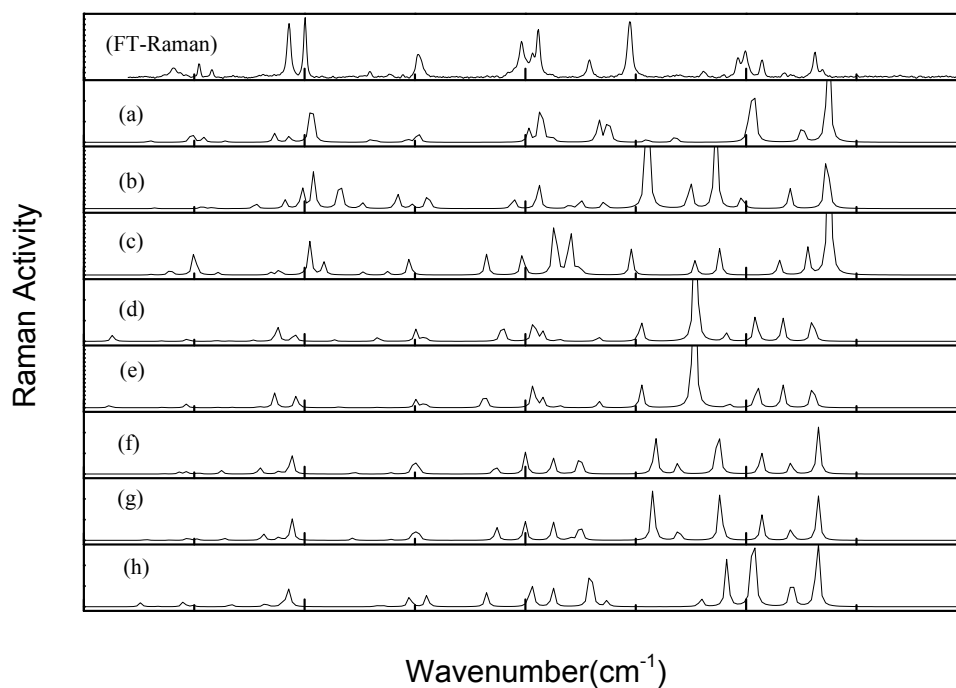 (FT-Raman)
(a)
(b)
(c)
(d)
(e)
(f)
(g)
(h)
Raman Activity
Wavenumber(cm⁻¹)